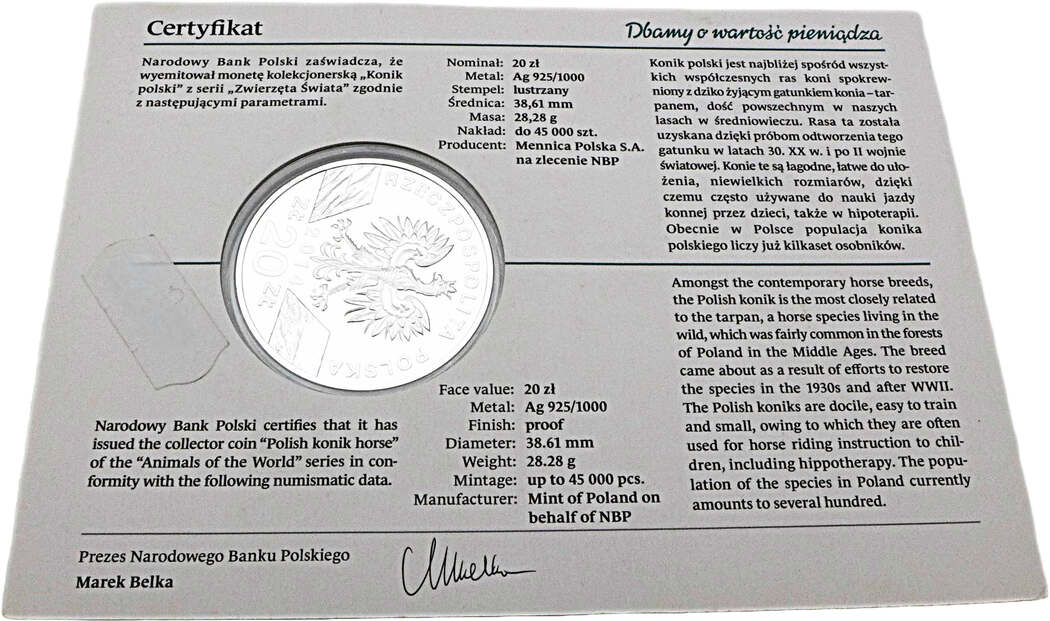 Certyfikat
Dbamy o wartość pieniądza
Narodowy Bank Polski zaświadcza, że
wyemitował monetę kolekcjonerską „Konik
polski” z serii „Zwierzęta Świata” zgodnie
z następującymi parametrami.
Nominał: 20 zł
Metal: Ag 925/1000
Stempel: lustrzany
Średnica: 38,61 mm
Masa: 28,28 g
Nakład: do 45 000 szt.
Producent: Mennica Polska S.A.
na zlecenie NBP
Konik polski jest najbliżej spośród wszyst-
kich współczesnych ras koni spokrew-
niony z dziko żyjącym gatunkiem konia – tar-
panem, dość powszechnym w naszych
lasach w średniowieczu. Rasa ta została
uzyskana dzięki próbom odtworzenia tego
gatunku w latach 30. XX w. i po II wojnie
światowej. Konie te są łagodne, łatwe do uło-
żenia, niewielkich rozmiarów, dzięki
czemu często używane do nauki jazdy
konnej przez dzieci, także w hipoterapii.
Obecnie w Polsce populacja konika
polskiego liczy już kilkaset osobników.
RZECZPOSPOLITA POLSKA
ZŁ 20 ZŁ
2014
Narodowy Bank Polski certifies that it has
issued the collector coin “Polish konik horse”
of the “Animals of the World” series in con-
formity with the following numismatic data.
Face value: 20 zł
Metal: Ag 925/1000
Finish: proof
Diameter: 38.61 mm
Weight: 28.28 g
Mintage: up to 45 000 pcs.
Manufacturer: Mint of Poland on
behalf of NBP
Amongst the contemporary horse breeds,
the Polish konik is the most closely related
to the tarpan, a horse species living in the
wild, which was fairly common in the forests
of Poland in the Middle Ages. The breed
came about as a result of efforts to restore
the species in the 1930s and after WWII.
The Polish koniks are docile, easy to train
and small, owing to which they are often
used for horse riding instruction to chil-
dren, including hippotherapy. The popu-
lation of the species in Poland currently
amounts to several hundred.
Prezes Narodowego Banku Polskiego
Marek Belka
MBelka